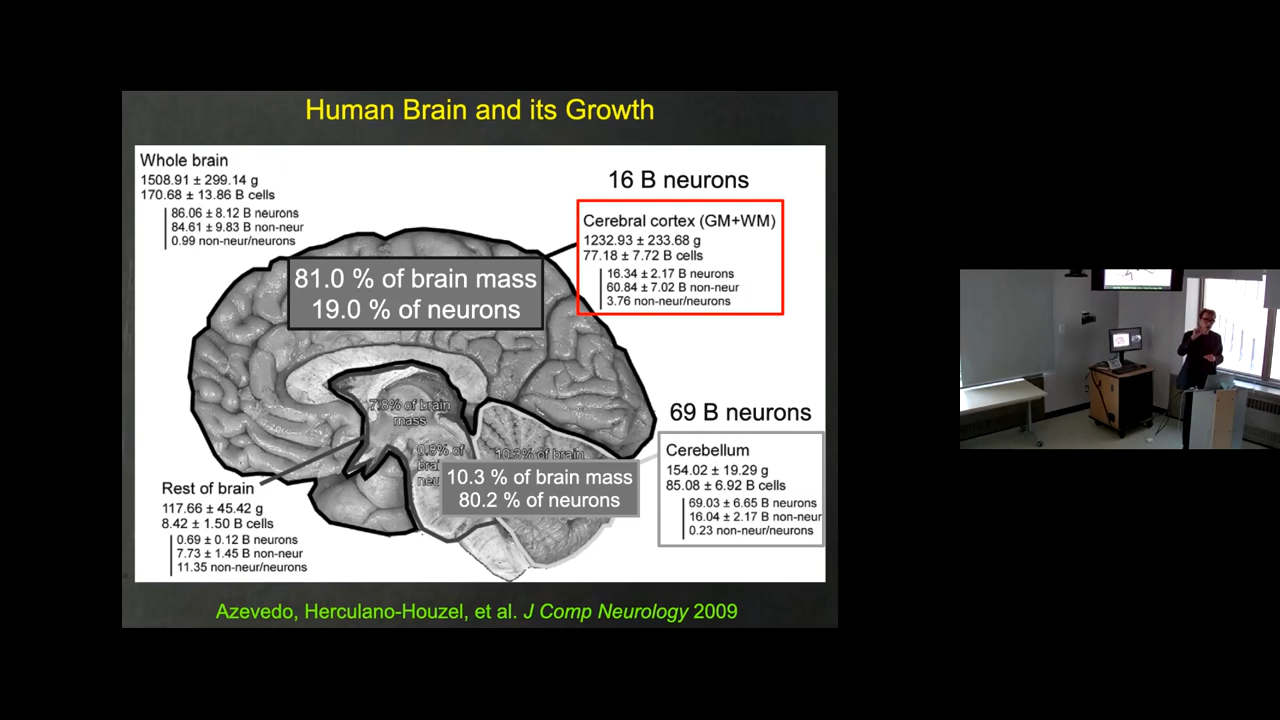 Human Brain and its Growth
Whole brain
1508.91 ± 299.14 g
170.68 ± 13.86 B cells
86.06 ± 8.12 B neurons
84.61 ± 9.83 B non-neur
0.99 non-neur/neurons
16 B neurons
Cerebral cortex (GM+WM)
1232.93 ± 233.68 g
77.18 ± 7.72 B cells
16.34 ± 2.17 B neurons
60.84 ± 7.02 B non-neur
3.76 non-neur/neurons
81.0 % of brain mass
19.0 % of neurons
7.8% of brain
mass
0.8% of
brai
neu
10.3% of brain
10.3 % of brain mass
80.2 % of neurons
69 B neurons
Cerebellum
154.02 ± 19.29 g
85.08 ± 6.92 B cells
69.03 ± 6.65 B neurons
16.04 ± 2.17 B non-neur
0.23 non-neur/neurons
Rest of brain
117.66 ± 45.42 g
8.42 ± 1.50 B cells
0.69 ± 0.12 B neurons
7.73 ± 1.45 B non-neur
11.35 non-neur/neurons
Azevedo, Herculano-Houzel, et al. J Comp Neurology 2009